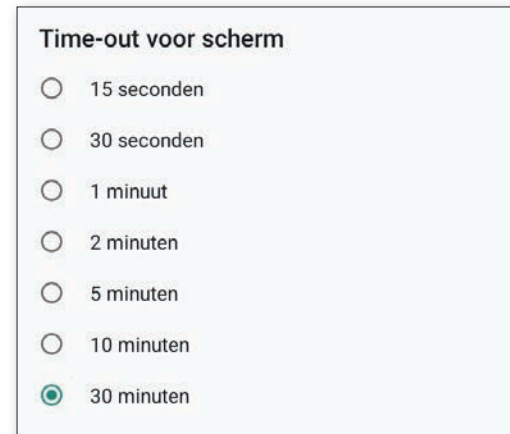 Time-out voor scherm
15 seconden
30 seconden
1 minuut
2 minuten
5 minuten
10 minuten
30 minuten